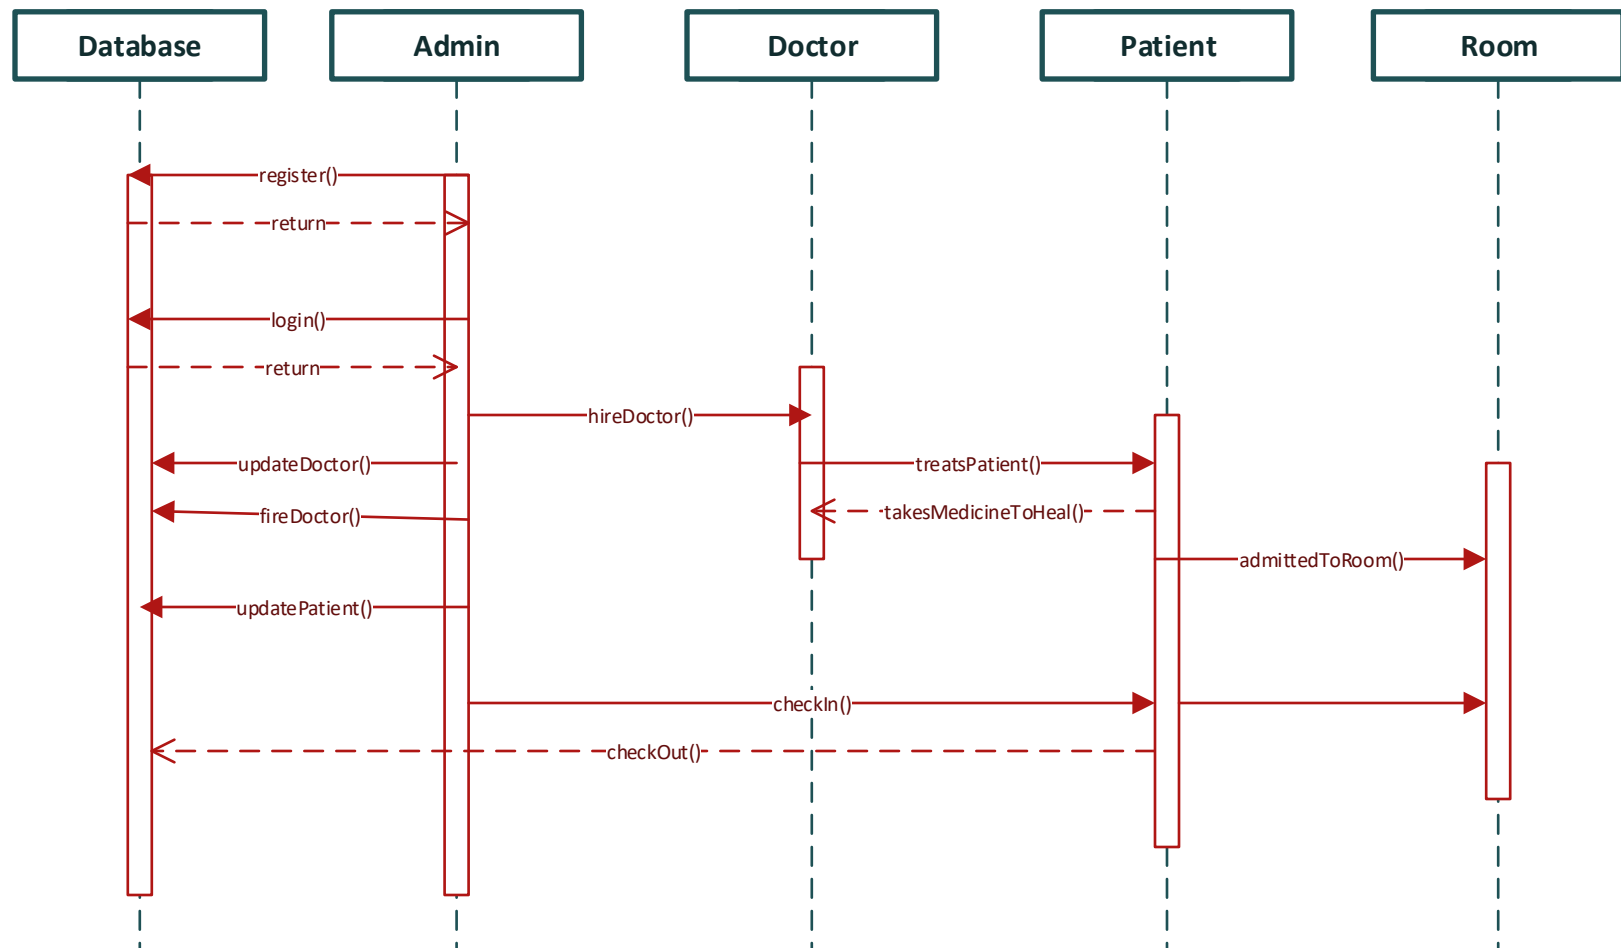 Database
Admin
Doctor
Patient
Room
register()
return
login()
return
hireDoctor()
updateDoctor()
treatsPatient()
fireDoctor()
takesMedicineToHeal()
admittedToRoom()
updatePatient()
checkIn()
checkOut()